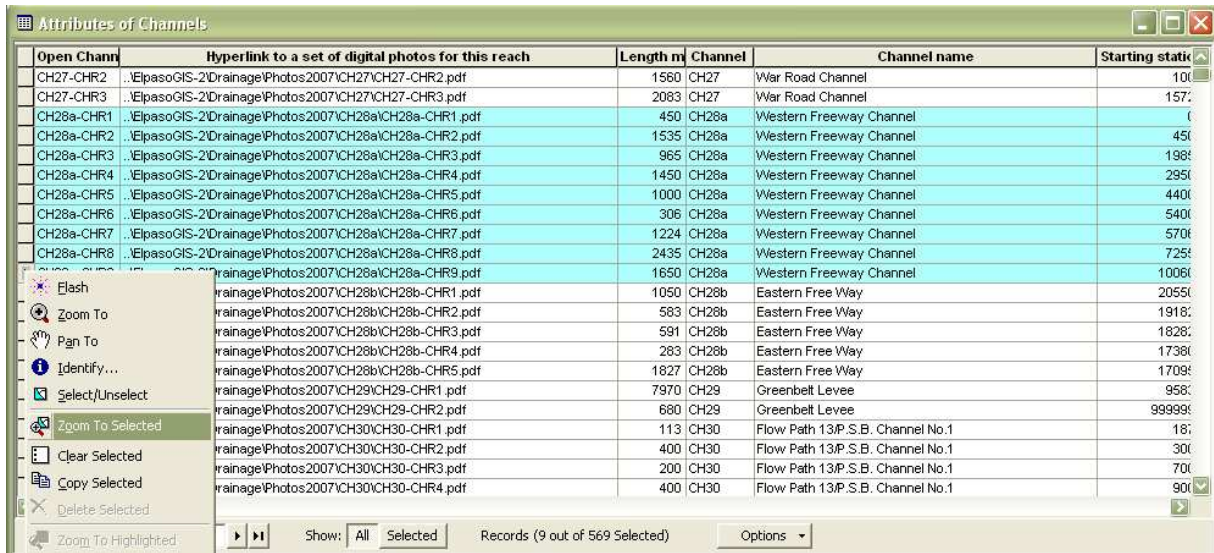 Attributes of Channels
Open Chann Hyperlink to a set of digital photos for this reach Length m Channel Channel name Starting static
CH27-CHR2 ..\ElpasoGIS-2\Drainage\Photos2007\CH27\CH27-CHR2.pdf 1560 CH27 War Road Channel 100
CH27-CHR3 ..\ElpasoGIS-2\Drainage\Photos2007\CH27\CH27-CHR3.pdf 2083 CH27 War Road Channel 1572
CH28a-CHR1 ..\ElpasoGIS-2\Drainage\Photos2007\CH28a\CH28a-CHR1.pdf 450 CH28a Western Freeway Channel
CH28a-CHR2 ..\ElpasoGIS-2\Drainage\Photos2007\CH28a\CH28a-CHR2.pdf 1535 CH28a Western Freeway Channel 450
CH28a-CHR3 ..\ElpasoGIS-2\Drainage\Photos2007\CH28a\CH28a-CHR3.pdf 965 CH28a Western Freeway Channel 1985
CH28a-CHR4 ..\ElpasoGIS-2\Drainage\Photos2007\CH28a\CH28a-CHR4.pdf 1450 CH28a Western Freeway Channel 2950
CH28a-CHR5 ..\ElpasoGIS-2\Drainage\Photos2007\CH28a\CH28a-CHR5.pdf 1000 CH28a Western Freeway Channel 4400
CH28a-CHR6 ..\ElpasoGIS-2\Drainage\Photos2007\CH28a\CH28a-CHR6.pdf 306 CH28a Western Freeway Channel 5400
CH28a-CHR7 ..\ElpasoGIS-2\Drainage\Photos2007\CH28a\CH28a-CHR7.pdf 1224 CH28a Western Freeway Channel 5706
CH28a-CHR8 ..\ElpasoGIS-2\Drainage\Photos2007\CH28a\CH28a-CHR8.pdf 2435 CH28a Western Freeway Channel 7255
rainage\Photos2007\CH28a\CH28a-CHR9.pdf 1650 CH28a Western Freeway Channel 10060
rainage\Photos2007\CH28b\CH28b-CHR1.pdf 1050 CH28b Eastern Free Way 20550
rainage\Photos2007\CH28b\CH28b-CHR2.pdf 583 CH28b Eastern Free Way 19182
rainage\Photos2007\CH28b\CH28b-CHR3.pdf 591 CH28b Eastern Free Way 18282
rainage\Photos2007\CH28b\CH28b-CHR4.pdf 283 CH28b Eastern Free Way 17380
rainage\Photos2007\CH28b\CH28b-CHR5.pdf 1827 CH28b Eastern Free Way 17095
rainage\Photos2007\CH29\CH29-CHR1.pdf 7970 CH29 Greenbelt Levee 9583
rainage\Photos2007\CH29\CH29-CHR2.pdf 680 CH29 Greenbelt Levee 999999
rainage\Photos2007\CH30\CH30-CHR1.pdf 113 CH30 Flow Path 13/P.S.B. Channel No.1 187
rainage\Photos2007\CH30\CH30-CHR2.pdf 400 CH30 Flow Path 13/P.S.B. Channel No.1 300
rainage\Photos2007\CH30\CH30-CHR3.pdf 200 CH30 Flow Path 13/P.S.B. Channel No.1 700
rainage\Photos2007\CH30\CH30-CHR4.pdf 400 CH30 Flow Path 13/P.S.B. Channel No.1 900
Flash
Zoom To
Pan To
Identify...
Select/Unselect
Zoom To Selected
Clear Selected
Copy Selected
Delete Selected
Zoom To Highlighted
Show: All Selected Records (9 out of 569 Selected) Options